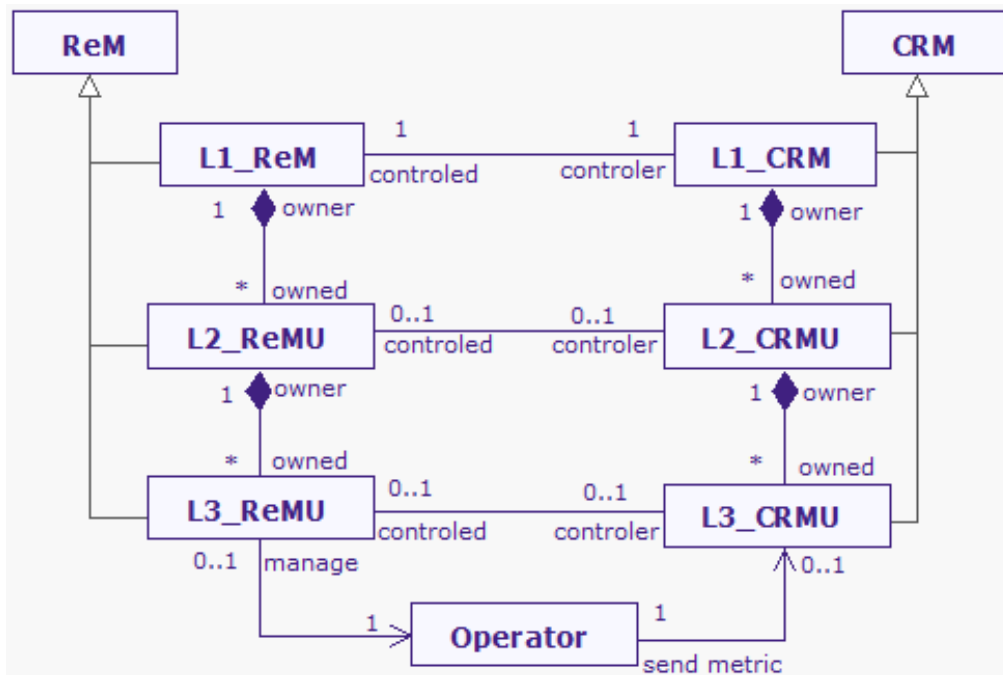 ReM CRM
1 1
L1_ReM L1_CRM
controled controler
1 owner 1 owner
* owned * owned
0..1 0..1
L2_ReMU L2_CRMU
controled controler
1 owner 1 owner
* owned * owned
0..1 0..1
L3_ReMU L3_CRMU
controled controler
0..1 manage 0..1
1 Operator 1
send metric